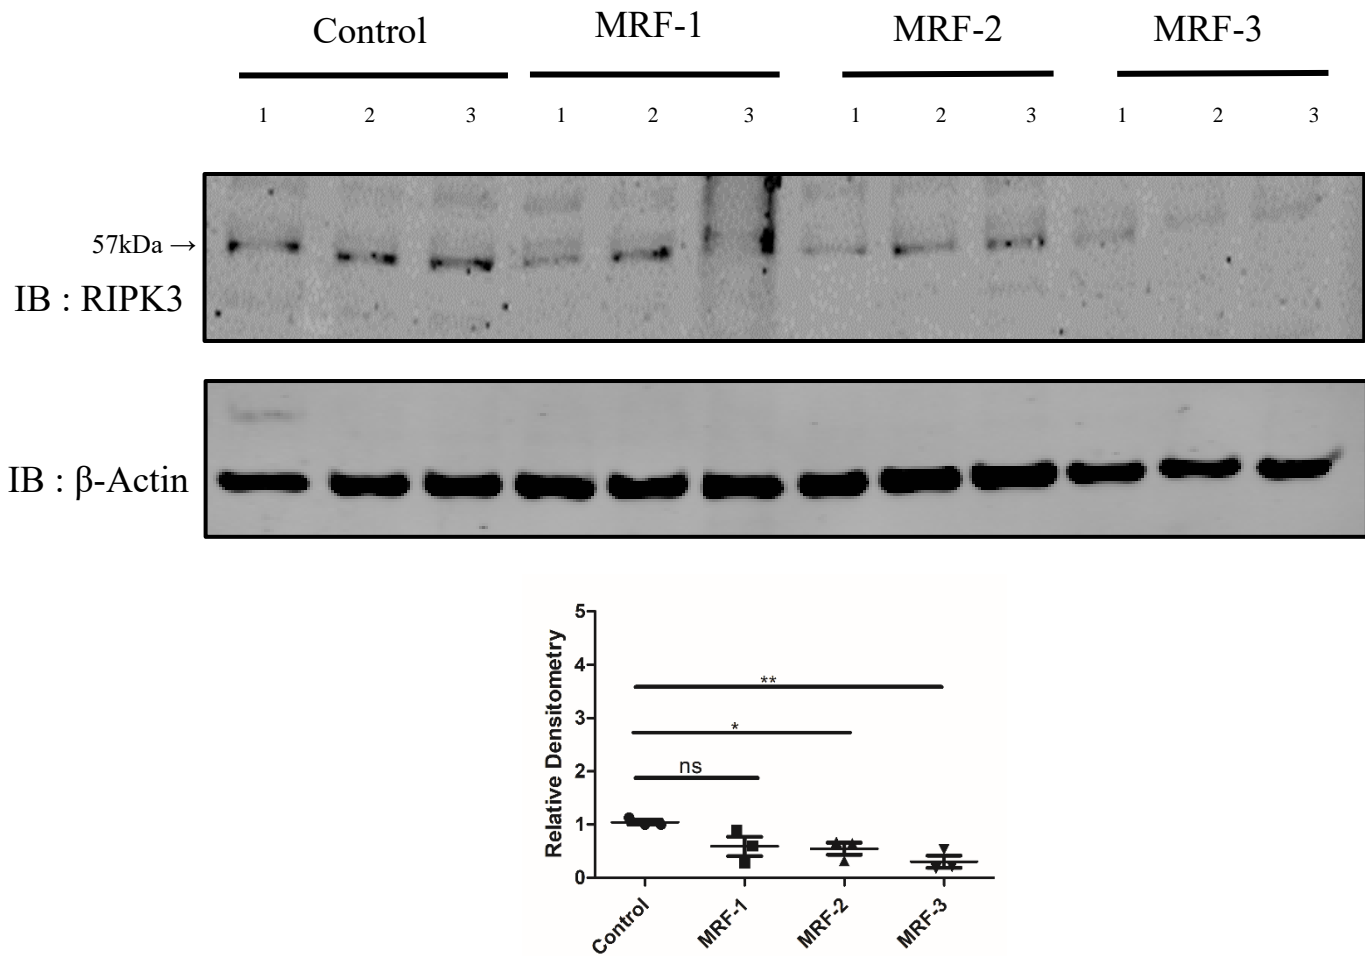 Control MRF-1 MRF-2 MRF-3
1 2 3 1 2 3 1 2 3 1 2 3
57kDa →
IB : RIPK3
IB : β-Actin
5
4
3
2
1
0
Relative Densitometry
**
*
ns
Control MRF-1 MRF-2 MRF-3